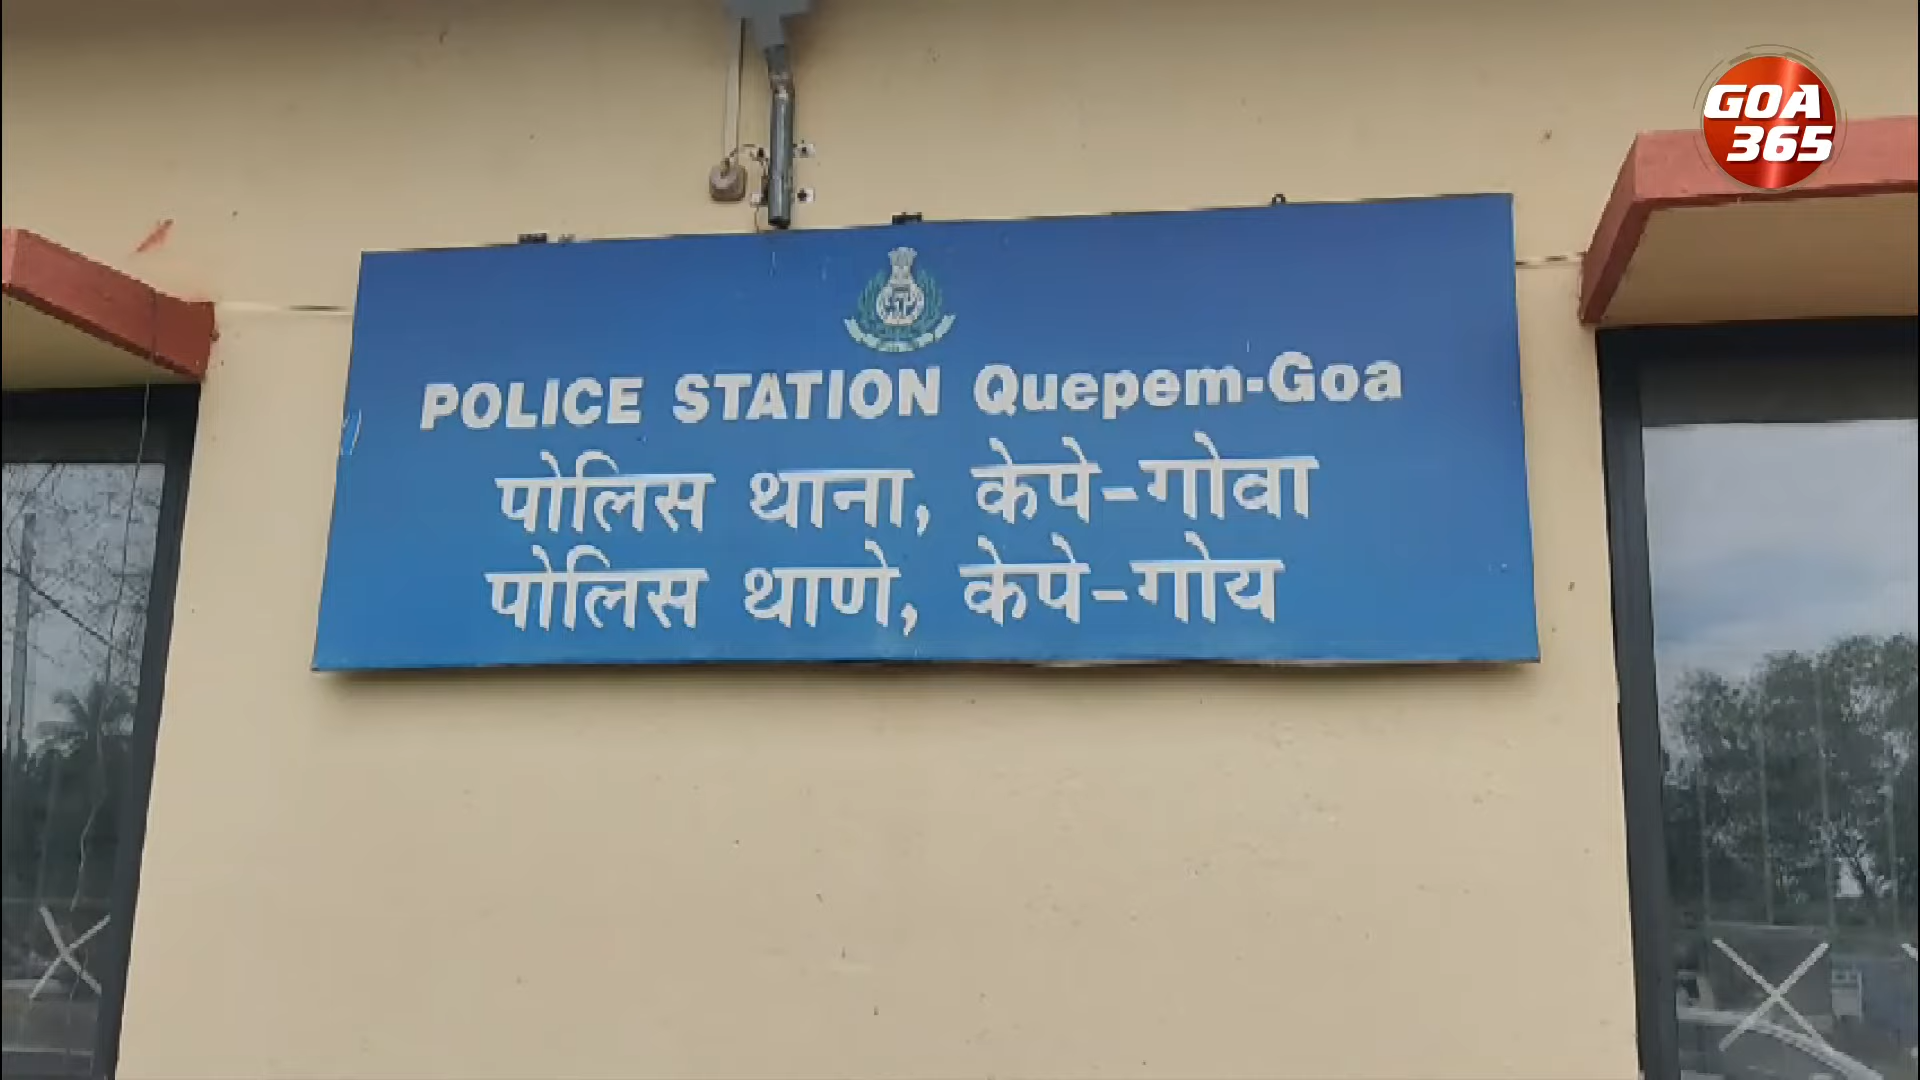 GOA
365
POLICE STATION Quepem-Goa
पोलिस थाना, केपे-गोवा
पोलिस थाणे, केपे-गोय